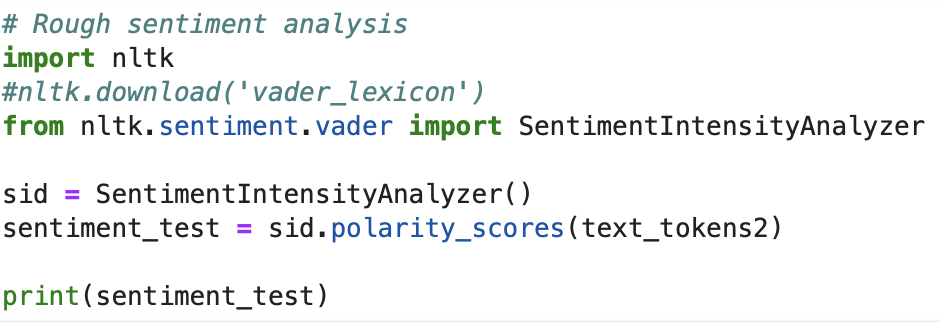 # Rough sentiment analysis
import nltk
#nltk.download('vader_lexicon')
from nltk.sentiment.vader import SentimentIntensityAnalyzer
sid = SentimentIntensityAnalyzer()
sentiment_test = sid.polarity_scores(text_tokens2)
print(sentiment_test)